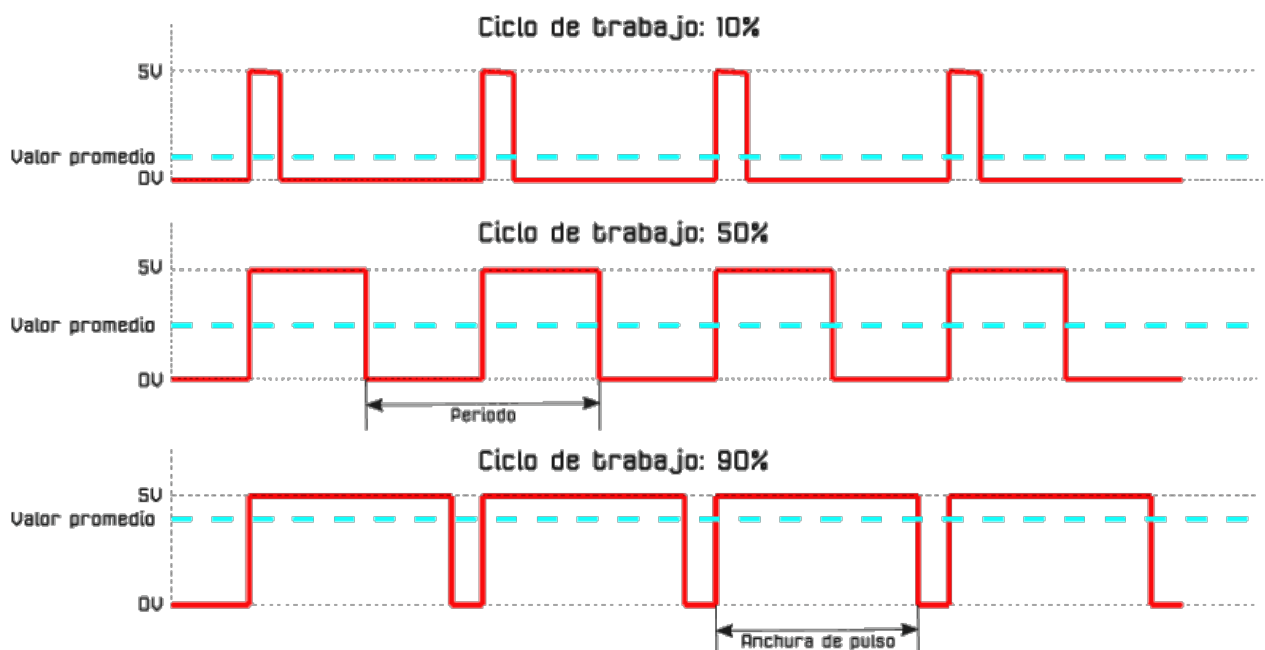 Ciclo de trabajo: 10%
5V
Valor promedio
0V
Ciclo de trabajo: 50%
5V
Valor promedio
0V
Periodo
Ciclo de trabajo: 90%
5V
Valor promedio
0V
Anchura de pulso